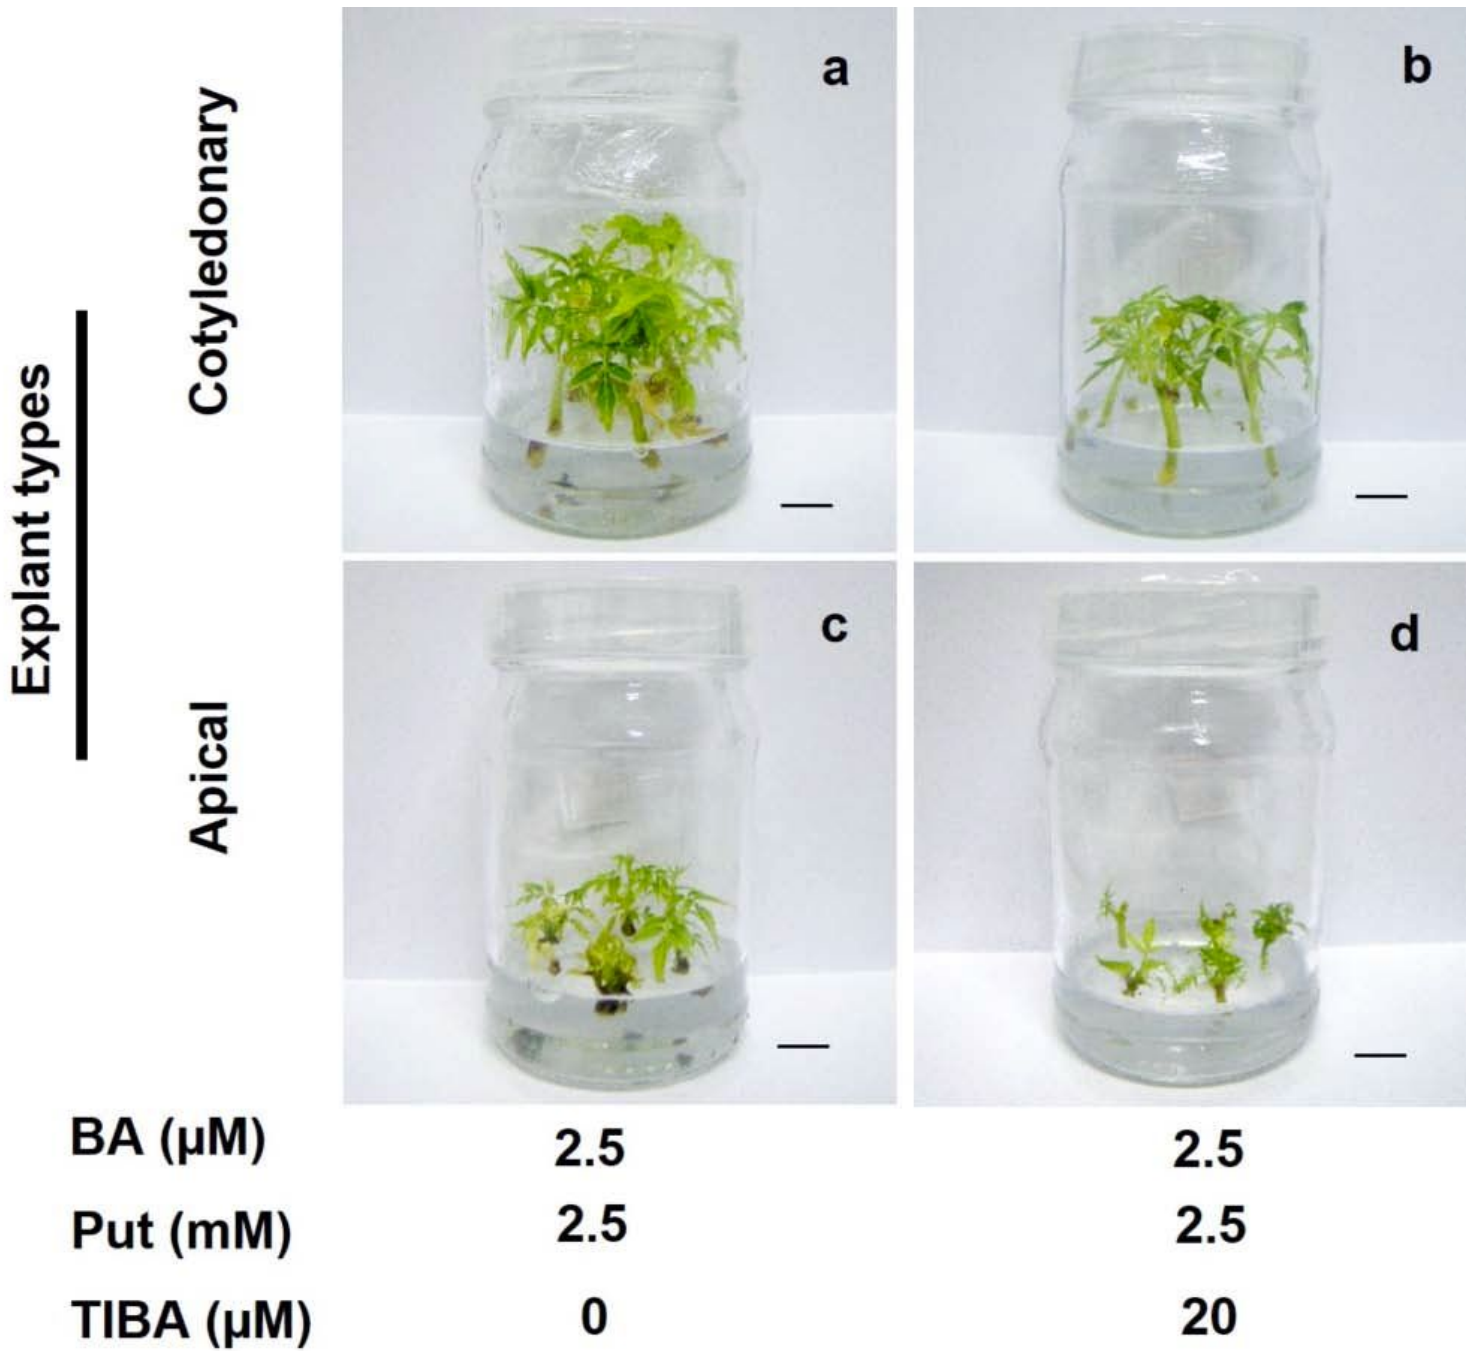 Explant types
Cotyledonary
Apical
a
b
c
d
BA (µM) 2.5 2.5
Put (mM) 2.5 2.5
TIBA (µM) 0 20